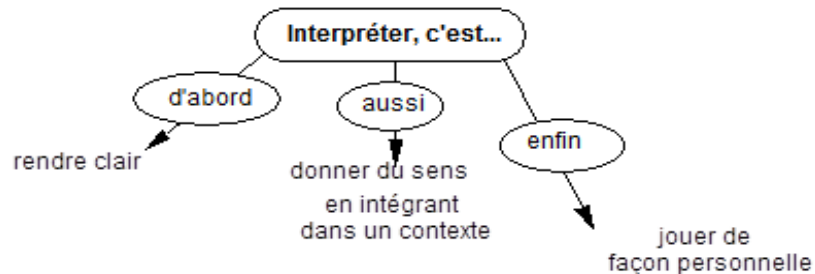 Interpréter, c'est...
d'abord
aussi
enfin
rendre clair
donner du sens
en intégrant
dans un contexte
jouer de
façon personnelle